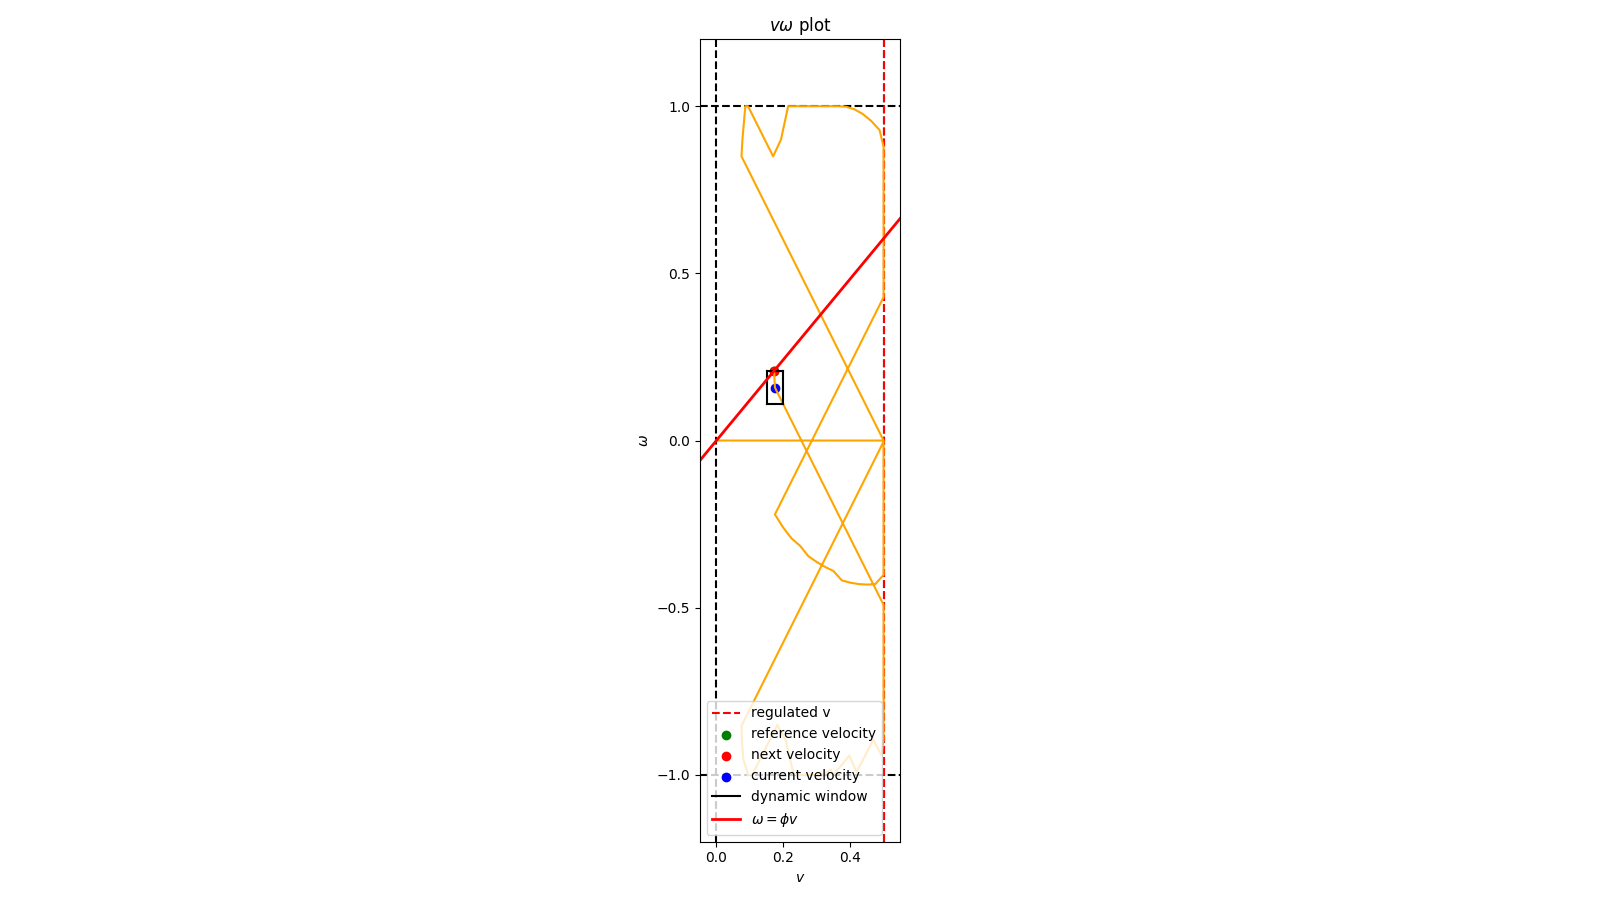 vω plot
1.0
0.5
0.0
−0.5
−1.0
ω
regulated v
reference velocity
next velocity
current velocity
dynamic window
ω = ϕv
0.0 0.2 0.4
v